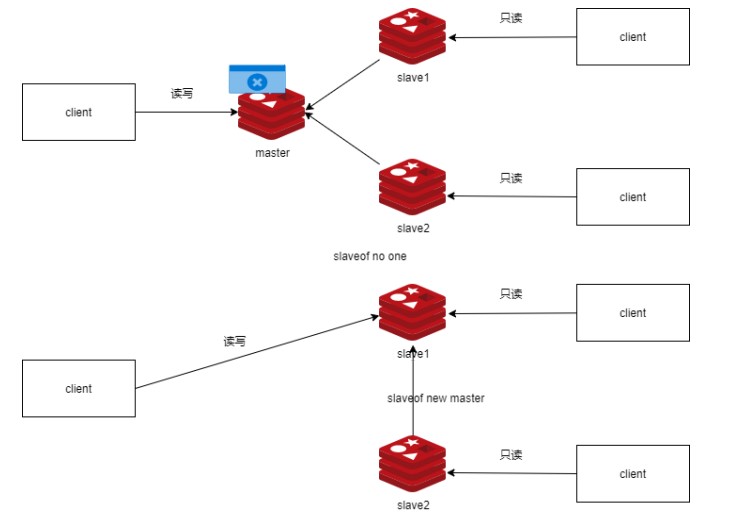 只读
client
slave1
client
读写
master
只读
client
slave2
slaveof no one
只读
client
读写
slave1
client
slaveof new master
只读
client
slave2